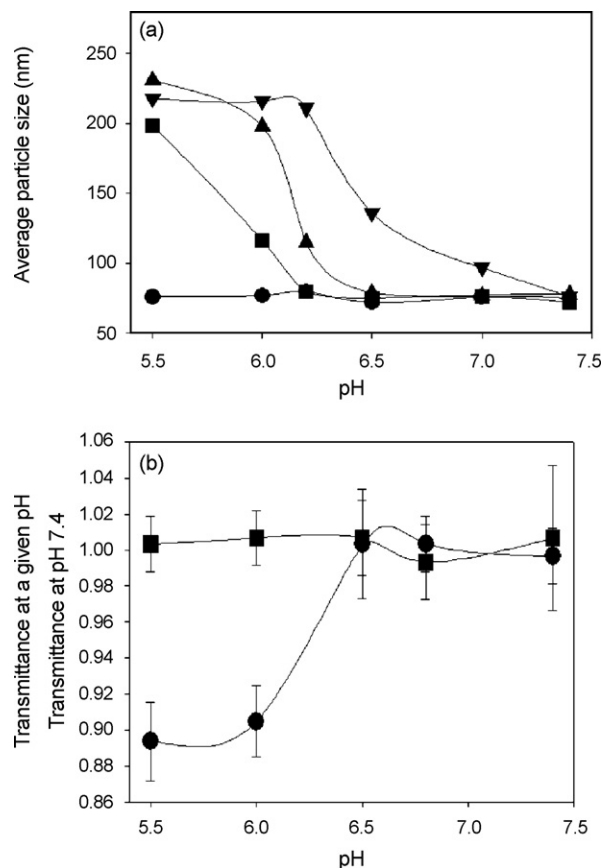 (a)
Average particle size (nm)
250
200
150
100
50
5.5 6.0 6.5 7.0 7.5
pH
(b)
Transmittance at a given pH
Transmittance at pH 7.4
1.06
1.04
1.02
1.00
0.98
0.96
0.94
0.92
0.90
0.88
0.86
5.5 6.0 6.5 7.0 7.5
pH